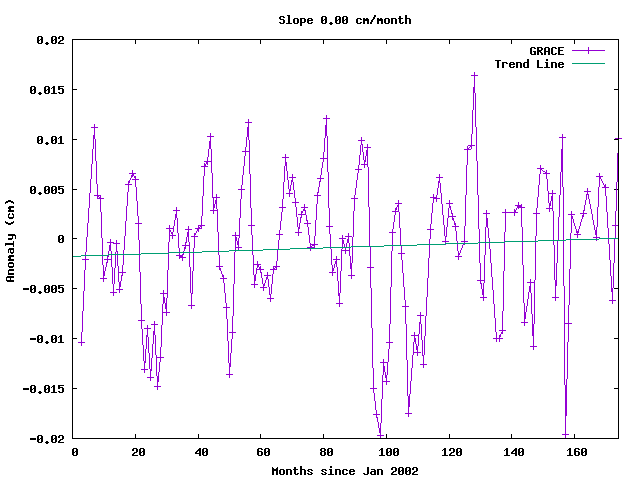 Slope 0.00 cm/month
GRACE
Trend Line
Anomaly (cm)
0.02
0.015
0.01
0.005
0
-0.005
-0.01
-0.015
-0.02
0 20 40 60 80 100 120 140 160
Months since Jan 2002